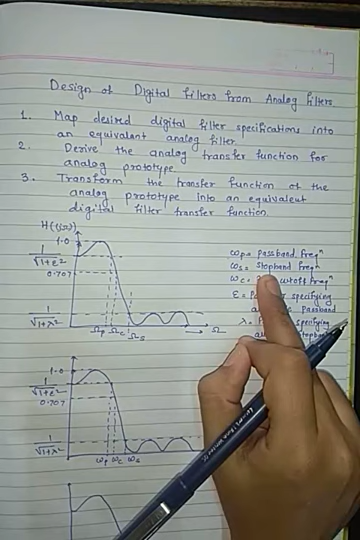 Design of Digital Filters from Analog Filters
1. Map desired digital filter specifications into
an equivalent analog filter.
2. Derive the analog transfer function for
analog prototype
3. Transform the transfer function of the
analog prototype into an equivalent
digital filter transfer function.
H(jω)
1.0
1/√(1+ε²)
0.707
1/√(1+λ²)
Ωp Ωc Ωs → Ω
ωp = passband freqⁿ
ωs = stopband freqⁿ
ωc = cutoff freqⁿ
ε = specifying
passband
λ = specifying
1.0
1/√(1+ε²)
0.707
1/√(1+λ²)
ωp ωc ωs